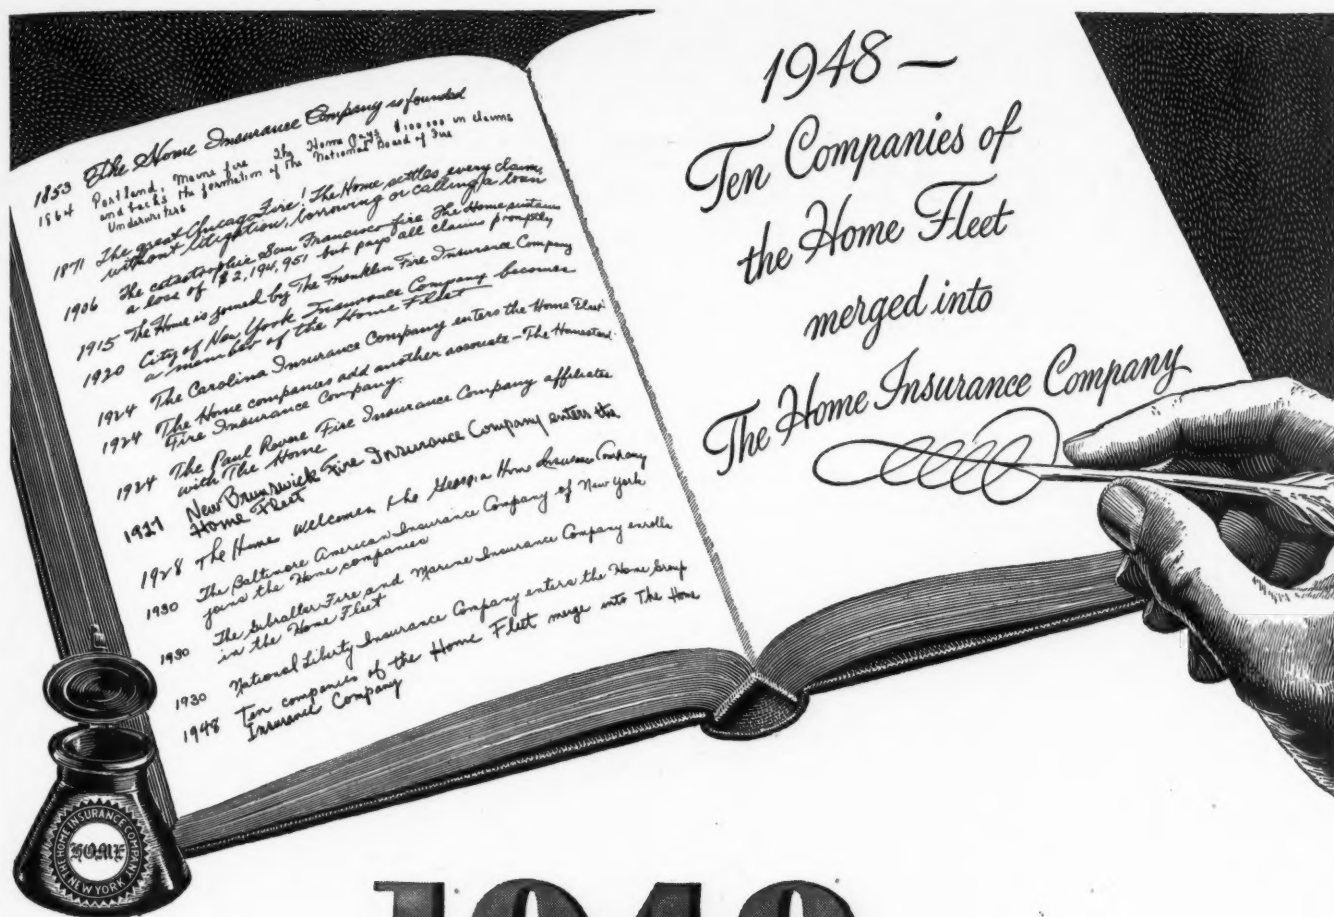 1853 The Home Insurance Company is founded
1864 Portland, Maine fire The Home pays $100 000 in claims
and backs the formation of The National Board of Fire
Underwriters
1871 The great Chicago Fire! The Home settles every claim,
without litigation, borrowing or calling a loan
1906 The catastrophic San Francisco fire The Home sustains
a loss of $2,194,951 but pays all claims promptly
1915 The Home is joined by The Franklin Fire Insurance Company
1920 City of New York Insurance Company becomes
a member of the Home Fleet
1924 The Carolina Insurance Company enters the Home Fleet
1924 The Home companies add another associate - The Homestead
Fire Insurance Company.
1924 The Paul Revere Fire Insurance Company affiliates
with The Home
1927 New Brunswick Fire Insurance Company enters the
Home Fleet
1928 The Home welcomes the Georgia Home Insurance Company
1930 The Baltimore American Insurance Company of New York
joins the Home companies
1930 The Gibraltar Fire and Marine Insurance Company enrolls
in the Home Fleet
1930 National Liberty Insurance Company enters the Home Group
1948 Ten companies of the Home Fleet merge into The Home
Insurance Company
1948 —
Ten Companies of
the Home Fleet
merged into
The Home Insurance Company
THE HOME INSURANCE COMPANY
HOME
NEW YORK